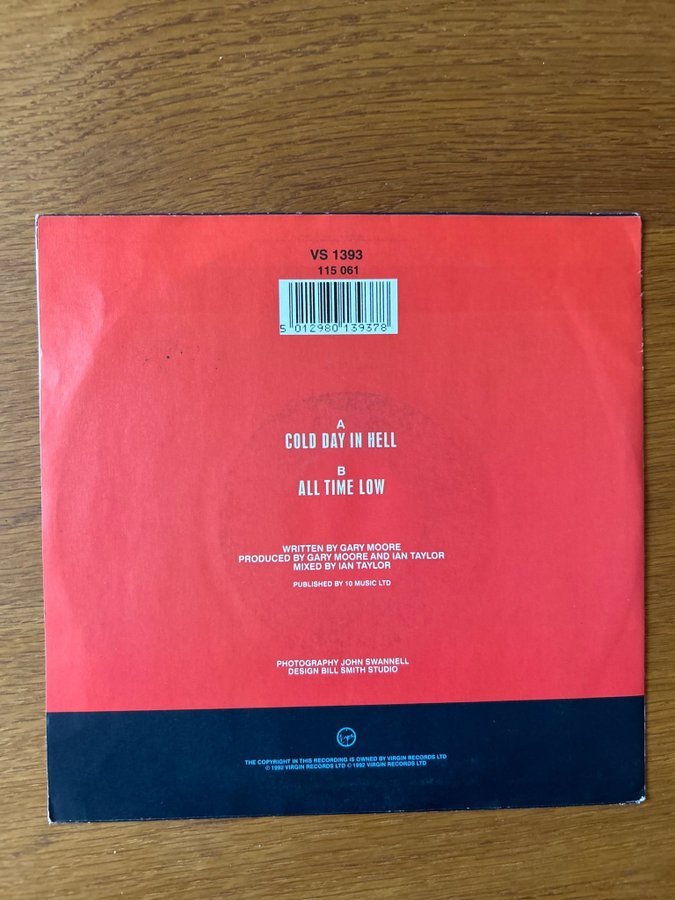 VS 1393
115 061
5 012980 139378
A
COLD DAY IN HELL
B
ALL TIME LOW
WRITTEN BY GARY MOORE
PRODUCED BY GARY MOORE AND IAN TAYLOR
MIXED BY IAN TAYLOR
PUBLISHED BY 10 MUSIC LTD
PHOTOGRAPHY JOHN SWANNELL
DESIGN BILL SMITH STUDIO
Virgin
THE COPYRIGHT IN THIS RECORDING IS OWNED BY VIRGIN RECORDS LTD
℗ 1992 VIRGIN RECORDS LTD © 1992 VIRGIN RECORDS LTD